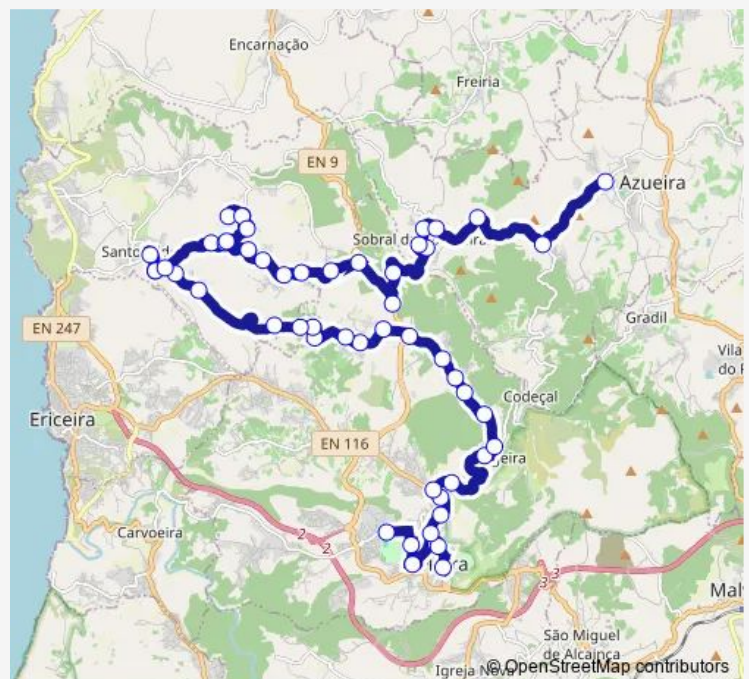 Encarnação
Freiria
EN 9
Azueira
Sobral da
Santo
Gradil
EN 247
Vila
do
Codeçal
Ericeira
EN 116
Carvoeira
2
2
3
3
Mal
São Miguel
de Alcainça
Igreja Nova
© OpenStreetMap contributors